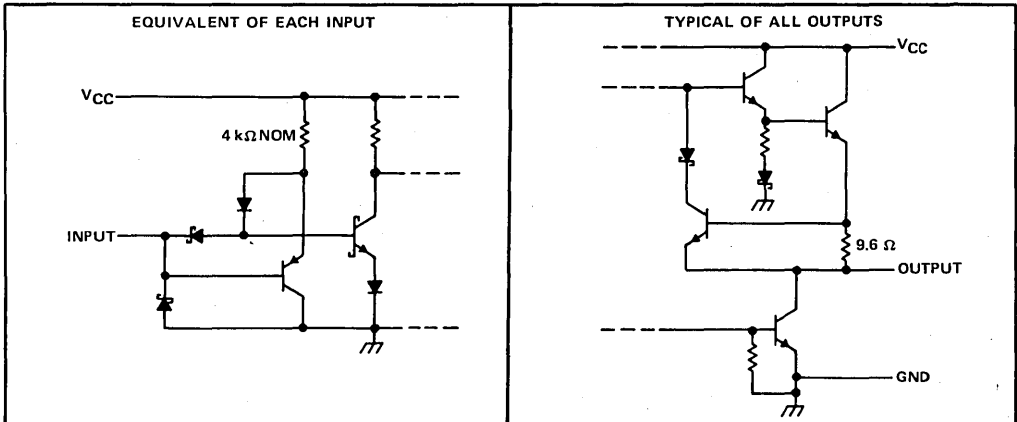 EQUIVALENT OF EACH INPUT
VCC
4 kΩ NOM
INPUT
TYPICAL OF ALL OUTPUTS
VCC
9.6 Ω
OUTPUT
GND